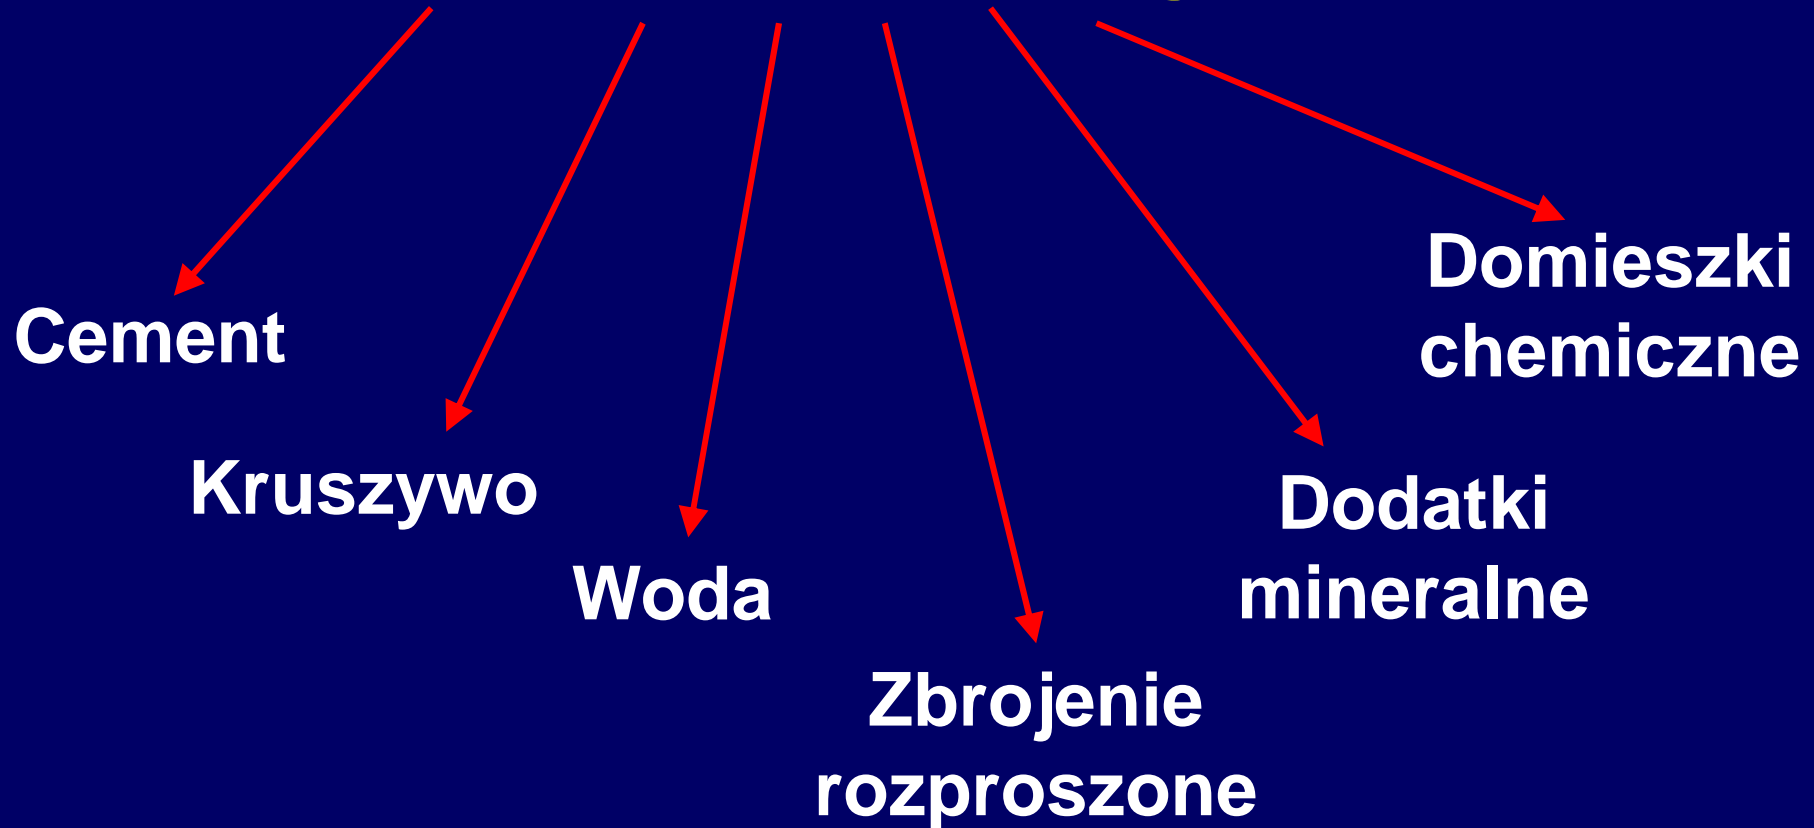 Cement
Kruszywo
Woda
Zbrojenie
rozproszone
Dodatki
mineralne
Domieszki
chemiczne